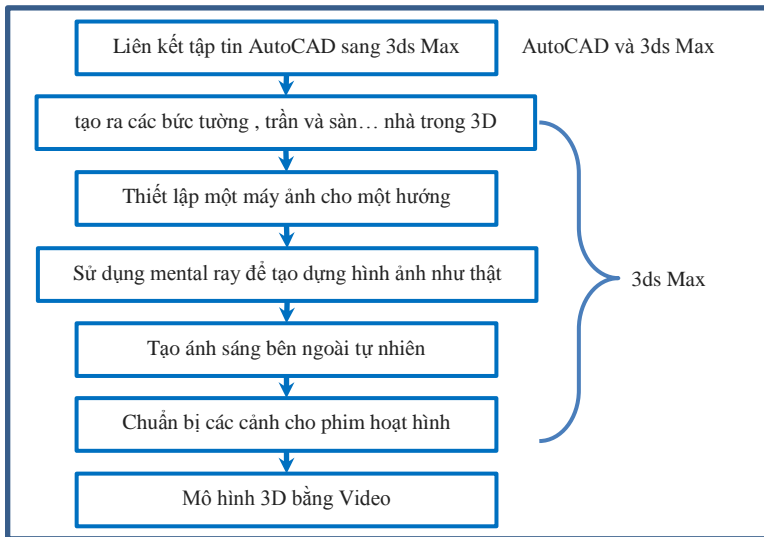 Liên kết tập tin AutoCAD sang 3ds Max
AutoCAD và 3ds Max
tạo ra các bức tường , trần và sàn… nhà trong 3D
Thiết lập một máy ảnh cho một hướng
Sử dụng mental ray để tạo dựng hình ảnh như thật
3ds Max
Tạo ánh sáng bên ngoài tự nhiên
Chuẩn bị các cảnh cho phim hoạt hình
Mô hình 3D bằng Video